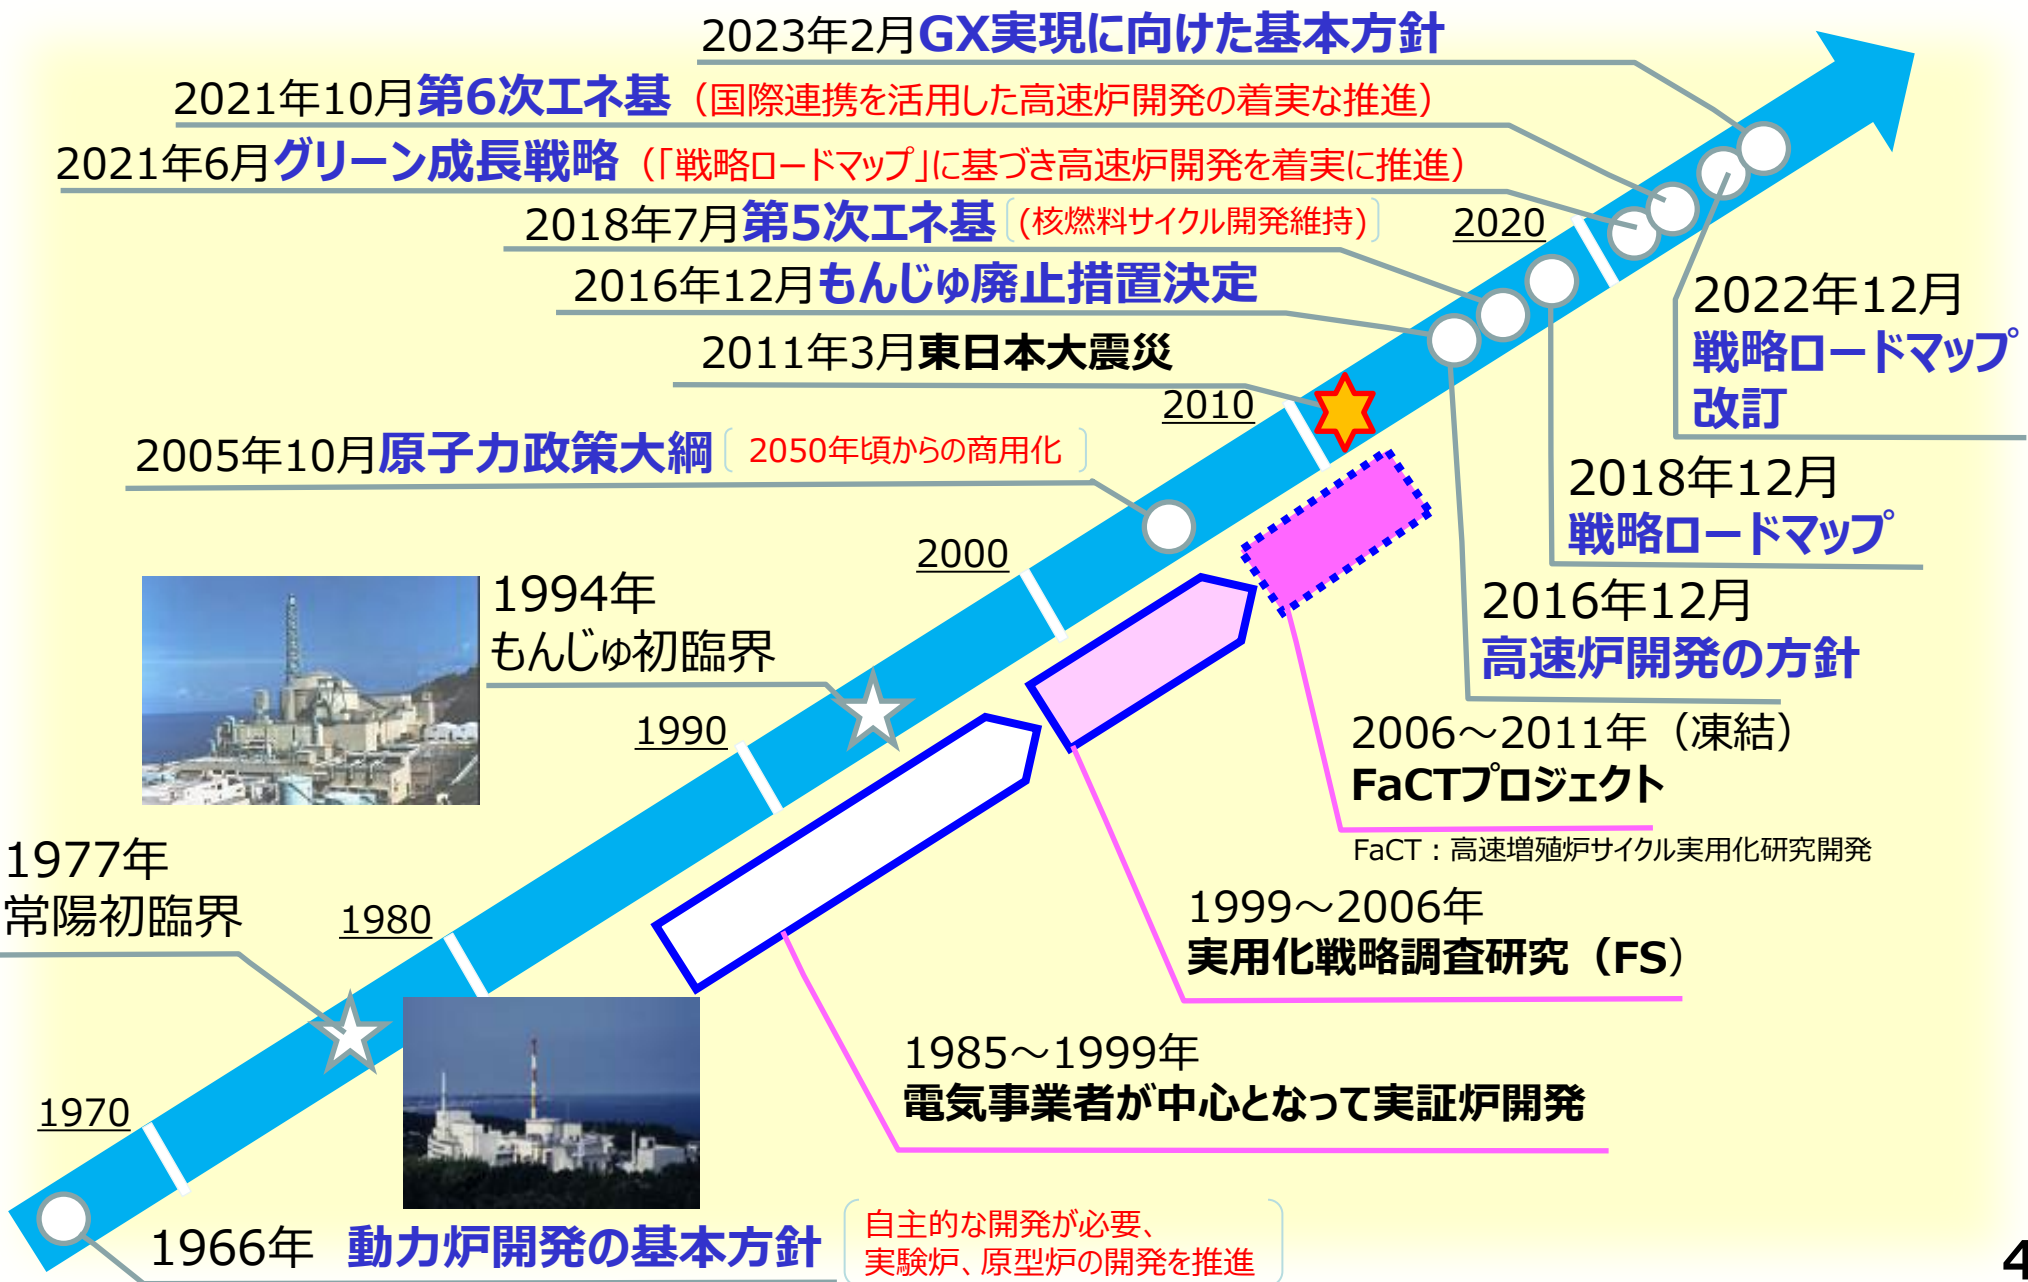 2023年2月GX実現に向けた基本方針
2021年10月第6次エネ基（国際連携を活用した高速炉開発の着実な推進）
2021年6月グリーン成長戦略（「戦略ロードマップ」に基づき高速炉開発を着実に推進）
2018年7月第5次エネ基(核燃料サイクル開発維持)
2020
2016年12月もんじゅ廃止措置決定
2022年12月
戦略ロードマップ
改訂
2011年3月東日本大震災
2010
2005年10月原子力政策大綱 2050年頃からの商用化
2018年12月
戦略ロードマップ
2000
1994年
もんじゅ初臨界
2016年12月
高速炉開発の方針
1990
2006～2011年（凍結）
FaCTプロジェクト
FaCT：高速増殖炉サイクル実用化研究開発
1977年
常陽初臨界
1980
1999～2006年
実用化戦略調査研究（FS）
1985～1999年
電気事業者が中心となって実証炉開発
1970
1966年 動力炉開発の基本方針
自主的な開発が必要、
実験炉、原型炉の開発を推進
4